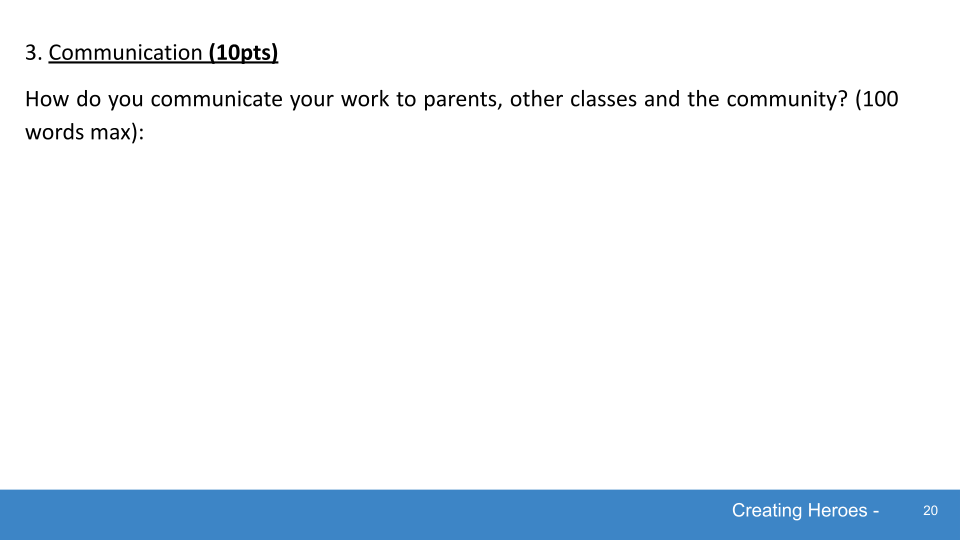 3. Communication (10pts)
How do you communicate your work to parents, other classes and the community? (100
words max):
Creating Heroes -
20